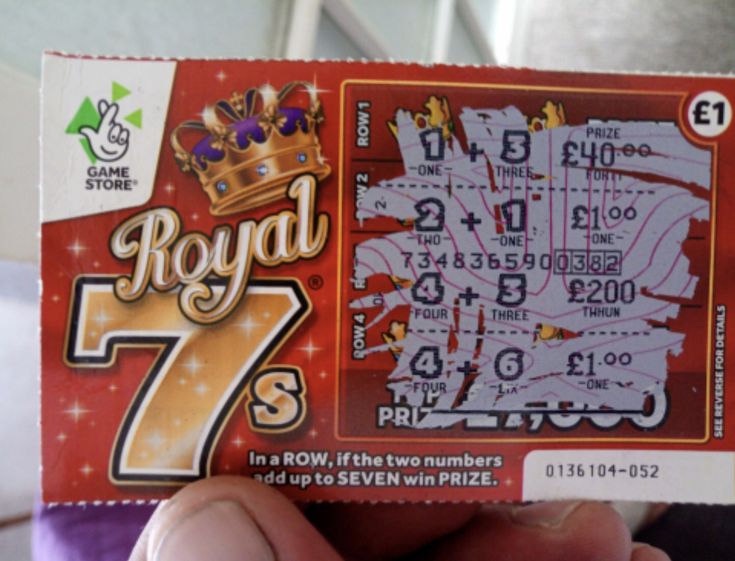 GAME
STORE®
Royal
7s®
£1
ROW 1
1 + 3
ONE
THREE
PRIZE
£40.00
FORTY
ROW 2
2 + 1
TWO
ONE
£1.00
ONE
73483659000382
4 + 3
FOUR
THREE
£200
TWHUN
ROW 4
4 + 6
FOUR
£1.00
ONE
In a ROW, if the two numbers
add up to SEVEN win PRIZE.
0136104-052
SEE REVERSE FOR DETAILS